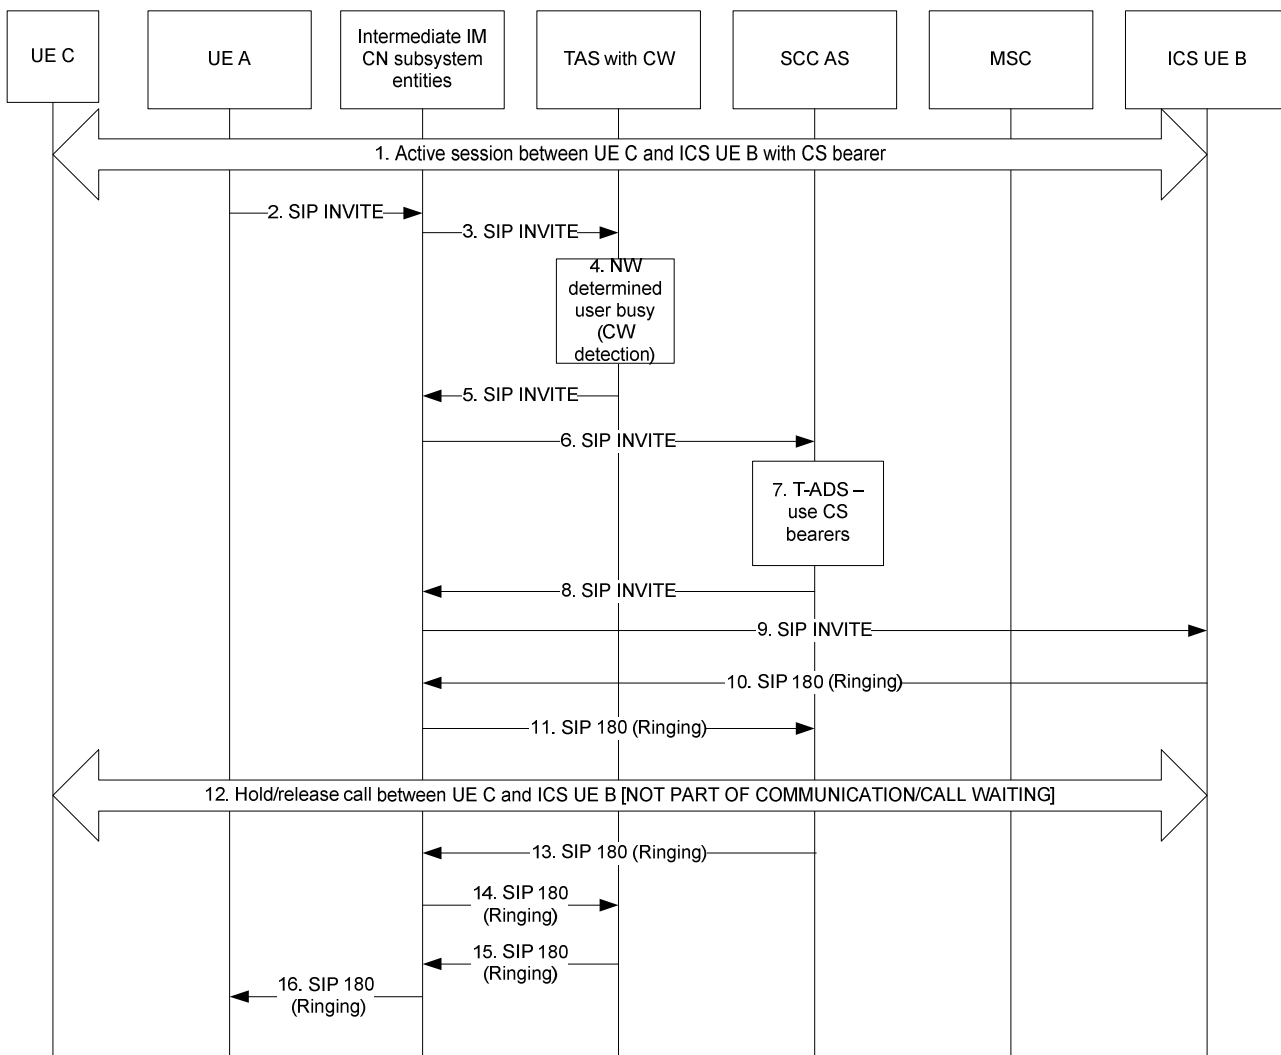 UE C
UE A
Intermediate IM
CN subsystem
entities
TAS with CW
SCC AS
MSC
ICS UE B
1. Active session between UE C and ICS UE B with CS bearer
2. SIP INVITE
3. SIP INVITE
4. NW
determined
user busy
(CW
detection)
5. SIP INVITE
6. SIP INVITE
7. T-ADS –
use CS
bearers
8. SIP INVITE
9. SIP INVITE
10. SIP 180 (Ringing)
11. SIP 180 (Ringing)
12. Hold/release call between UE C and ICS UE B [NOT PART OF COMMUNICATION/CALL WAITING]
13. SIP 180 (Ringing)
14. SIP 180
(Ringing)
15. SIP 180
(Ringing)
16. SIP 180
(Ringing)